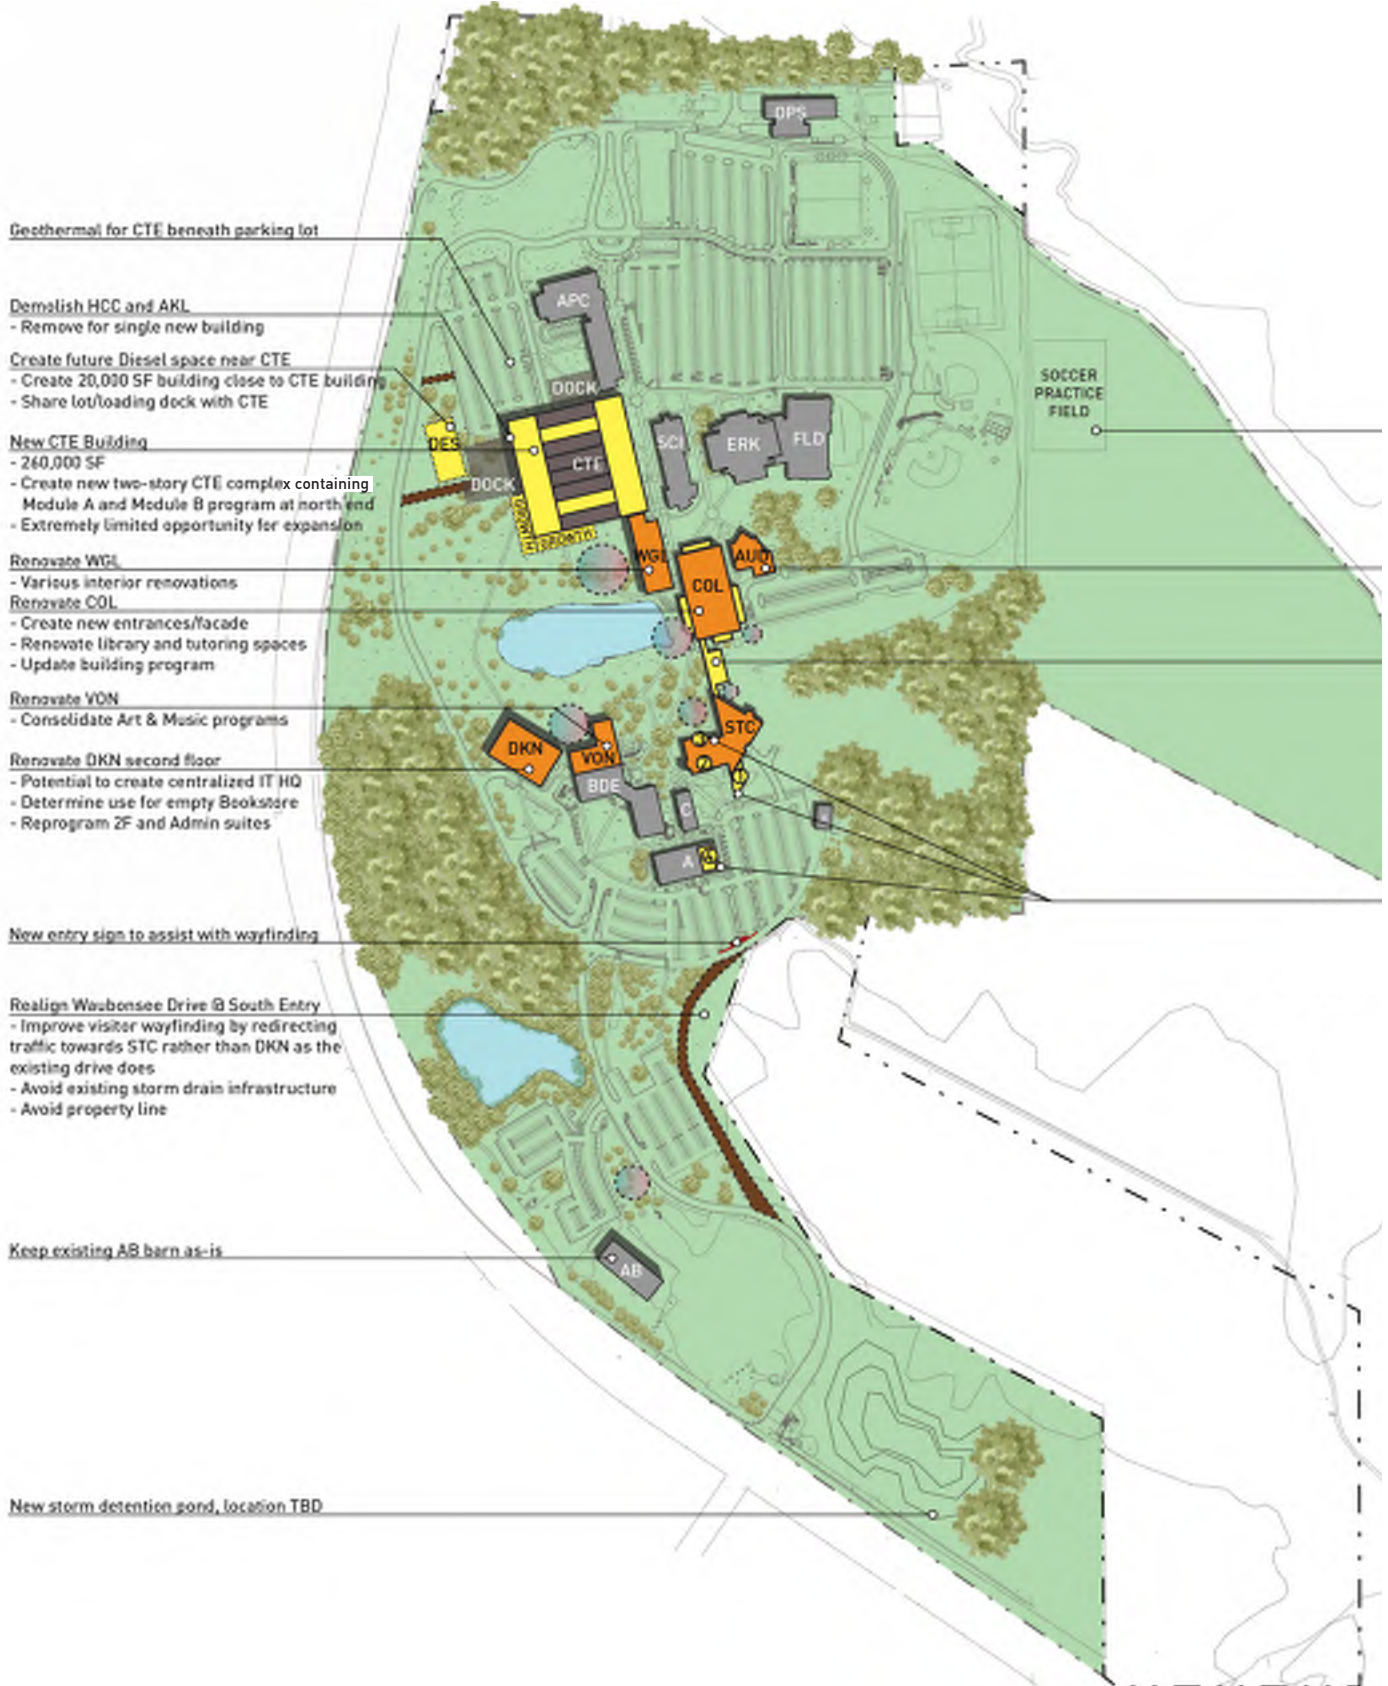 Geothermal for CTE beneath parking lot
Demolish HCC and AKL
- Remove for single new building
Create future Diesel space near CTE
- Create 20,000 SF building close to CTE building
- Share lot/loading dock with CTE
New CTE Building
- 260,000 SF
- Create new two-story CTE complex containing
Module A and Module B program at north end
- Extremely limited opportunity for expansion
Renovate WGL
- Various interior renovations
Renovate COL
- Create new entrances/facade
- Renovate library and tutoring spaces
- Update building program
Renovate VON
- Consolidate Art & Music programs
Renovate DKN second floor
- Potential to create centralized IT HQ
- Determine use for empty Bookstore
- Reprogram 2F and Admin suites
New entry sign to assist with wayfinding
Realign Waubonsee Drive @ South Entry
- Improve visitor wayfinding by redirecting
traffic towards STC rather than DKN as the
existing drive does
- Avoid existing storm drain infrastructure
- Avoid property line
Keep existing AB barn as-is
New storm detention pond, location TBD
DPS
APC
DOCK
SOCCER
PRACTICE
FIELD
DES
DOCK
CTE
SCI
ERK
FLD
GROWTH
GROWTH
WGL
COL
AUD
STC
3
2
1
DKN
VON
BDE
C
A
4
AB